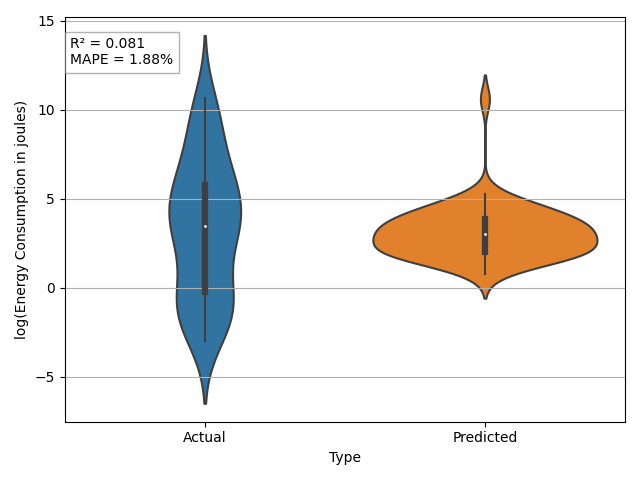 R² = 0.081
MAPE = 1.88%
log(Energy Consumption in joules)
15
10
5
0
−5
Actual
Predicted
Type